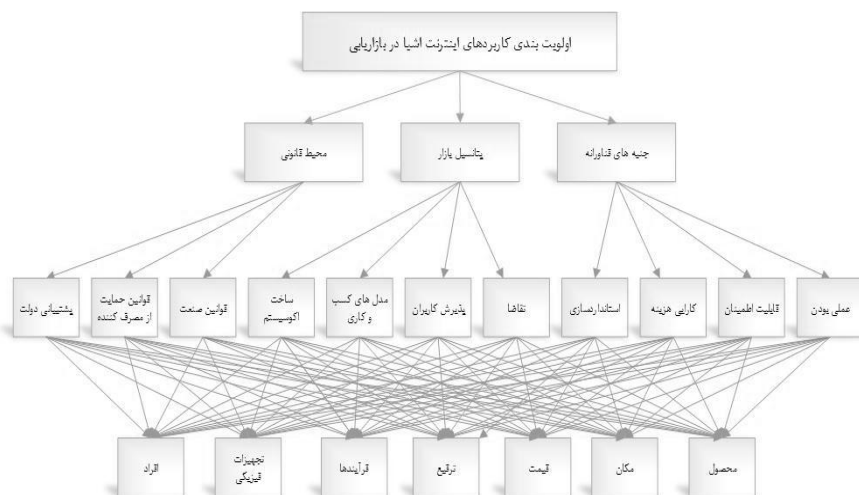 اولویت بندی کاربردهای اینترنت اشیا در بازاریابی
جنبه های فناورانه
پتانسیل بازار
محیط قانونی
عملی بودن
قابلیت اطمینان
کارایی هزینه
استانداردسازی
تقاضا
پذیرش کاربران
مدل های کسب
و کاری
ساخت
اکوسیستم
قوانین صنعت
قوانین حمایت
از مصرف کننده
پشتیبانی دولت
محصول
مکان
قیمت
ترفیع
فرآیندها
تجهیزات
فیزیکی
افراد